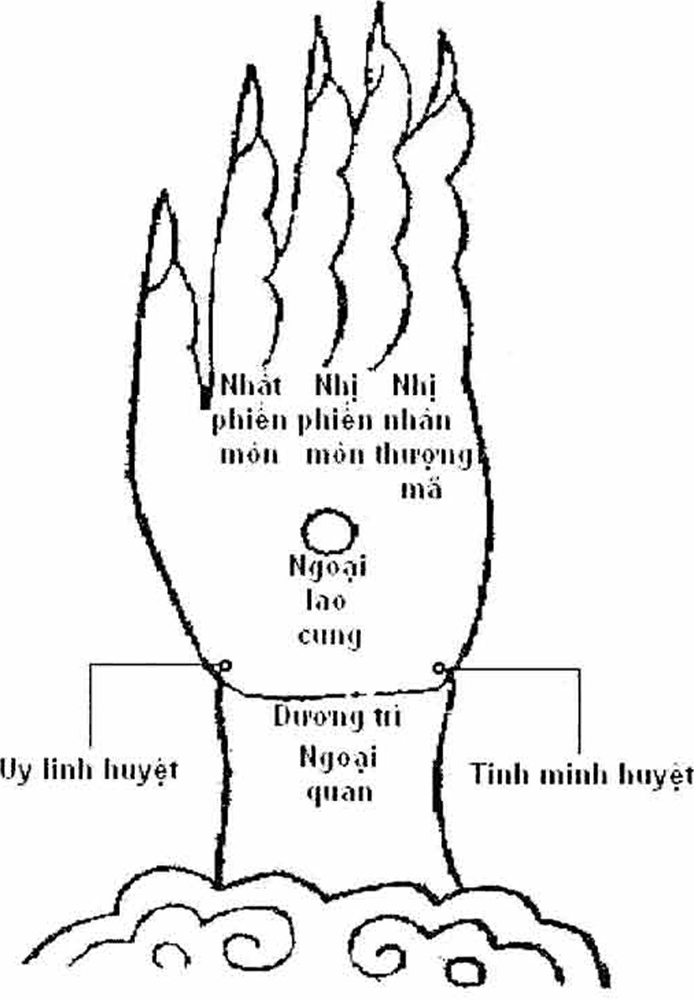 Nhất Nhị Nhị
phiến phiến nhân
môn môn thượng
mã
Ngoại
lao
cung
Dương trì
Ngoại
quan
Uy linh huyệt
Tinh minh huyệt